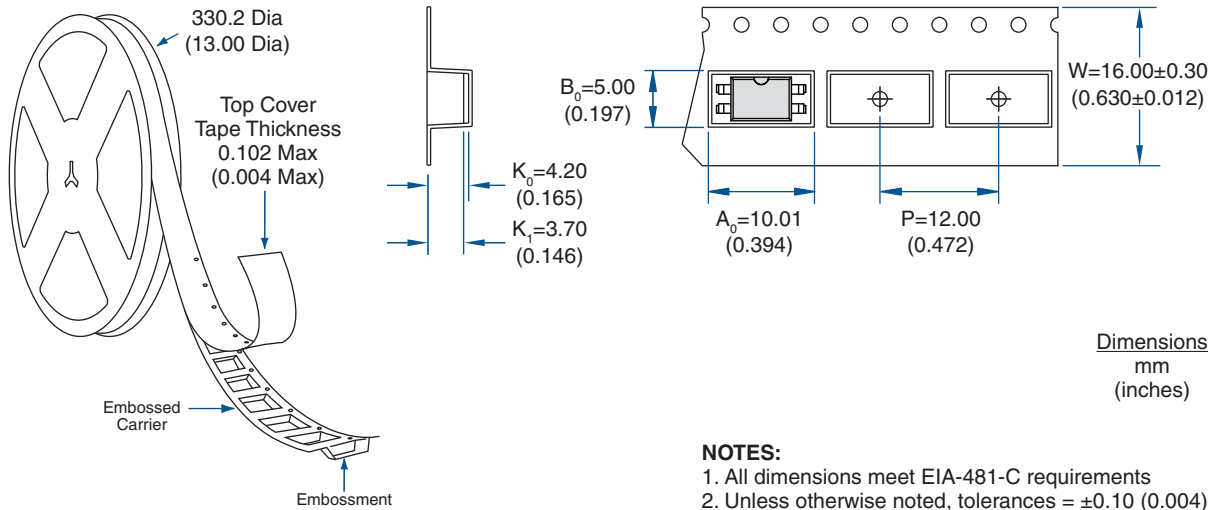 330.2 Dia
(13.00 Dia)
Top Cover
Tape Thickness
0.102 Max
(0.004 Max)
Embossed
Carrier
Embossment
K₀=4.20
(0.165)
K₁=3.70
(0.146)
B₀=5.00
(0.197)
W=16.00±0.30
(0.630±0.012)
A₀=10.01
(0.394)
P=12.00
(0.472)
Dimensions
mm
(inches)
NOTES:
1. All dimensions meet EIA-481-C requirements
2. Unless otherwise noted, tolerances = ±0.10 (0.004)